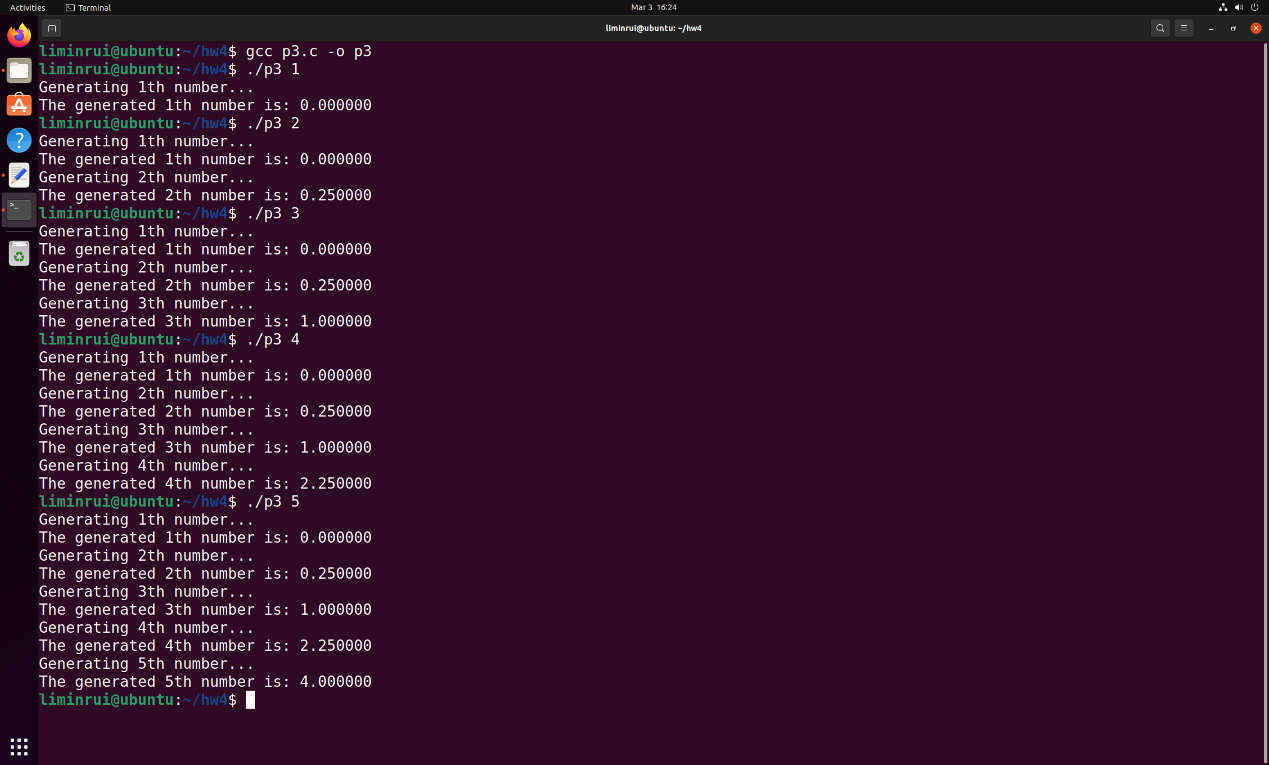 Activities
Terminal
Mar 3 16:24
liminrui@ubuntu: ~/hw4
liminrui@ubuntu:~/hw4$ gcc p3.c -o p3
liminrui@ubuntu:~/hw4$ ./p3 1
Generating 1th number...
The generated 1th number is: 0.000000
liminrui@ubuntu:~/hw4$ ./p3 2
Generating 1th number...
The generated 1th number is: 0.000000
Generating 2th number...
The generated 2th number is: 0.250000
liminrui@ubuntu:~/hw4$ ./p3 3
Generating 1th number...
The generated 1th number is: 0.000000
Generating 2th number...
The generated 2th number is: 0.250000
Generating 3th number...
The generated 3th number is: 1.000000
liminrui@ubuntu:~/hw4$ ./p3 4
Generating 1th number...
The generated 1th number is: 0.000000
Generating 2th number...
The generated 2th number is: 0.250000
Generating 3th number...
The generated 3th number is: 1.000000
Generating 4th number...
The generated 4th number is: 2.250000
liminrui@ubuntu:~/hw4$ ./p3 5
Generating 1th number...
The generated 1th number is: 0.000000
Generating 2th number...
The generated 2th number is: 0.250000
Generating 3th number...
The generated 3th number is: 1.000000
Generating 4th number...
The generated 4th number is: 2.250000
Generating 5th number...
The generated 5th number is: 4.000000
liminrui@ubuntu:~/hw4$